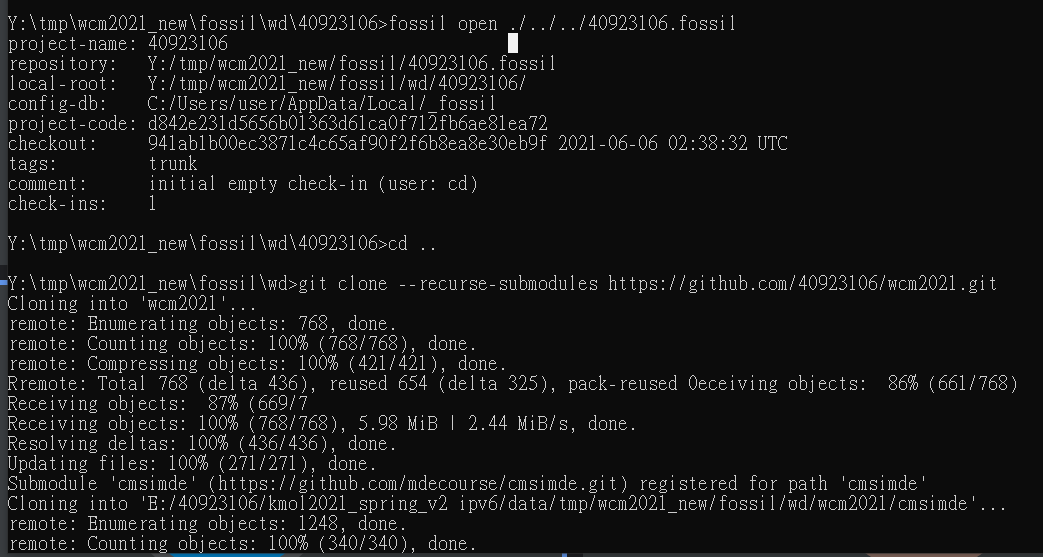 Y:\tmp\wcm2021_new\fossil\wd\40923106>fossil open ./../../40923106.fossil
project-name: 40923106
repository:   Y:/tmp/wcm2021_new/fossil/40923106.fossil
local-root:   Y:/tmp/wcm2021_new/fossil/wd/40923106/
config-db:    C:/Users/user/AppData/Local/_fossil
project-code: d842e231d5656b01363d61ca0f712fb6ae81ea72
checkout:     941ab1b00ec3871c4c65af90f2f6b8ea8e30eb9f 2021-06-06 02:38:32 UTC
tags:         trunk
comment:      initial empty check-in (user: cd)
check-ins:    1
Y:\tmp\wcm2021_new\fossil\wd\40923106>cd ..
Y:\tmp\wcm2021_new\fossil\wd>git clone --recurse-submodules https://github.com/40923106/wcm2021.git
Cloning into 'wcm2021'...
remote: Enumerating objects: 768, done.
remote: Counting objects: 100% (768/768), done.
remote: Compressing objects: 100% (421/421), done.
Rremote: Total 768 (delta 436), reused 654 (delta 325), pack-reused 0eceiving objects:  86% (661/768)
Receiving objects:  87% (669/7
Receiving objects: 100% (768/768), 5.98 MiB | 2.44 MiB/s, done.
Resolving deltas: 100% (436/436), done.
Updating files: 100% (271/271), done.
Submodule 'cmsimde' (https://github.com/mdecourse/cmsimde.git) registered for path 'cmsimde'
Cloning into 'E:/40923106/kmol2021_spring_v2 ipv6/data/tmp/wcm2021_new/fossil/wd/wcm2021/cmsimde'...
remote: Enumerating objects: 1248, done.
remote: Counting objects: 100% (340/340), done.